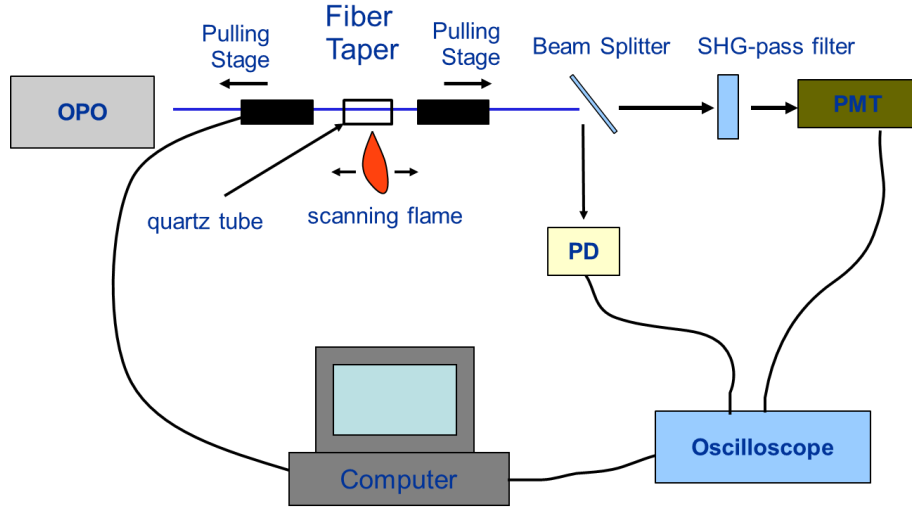 Fiber
Taper
Pulling
Stage
Pulling
Stage
Beam Splitter
SHG-pass filter
OPO
PMT
quartz tube
scanning flame
PD
Oscilloscope
Computer